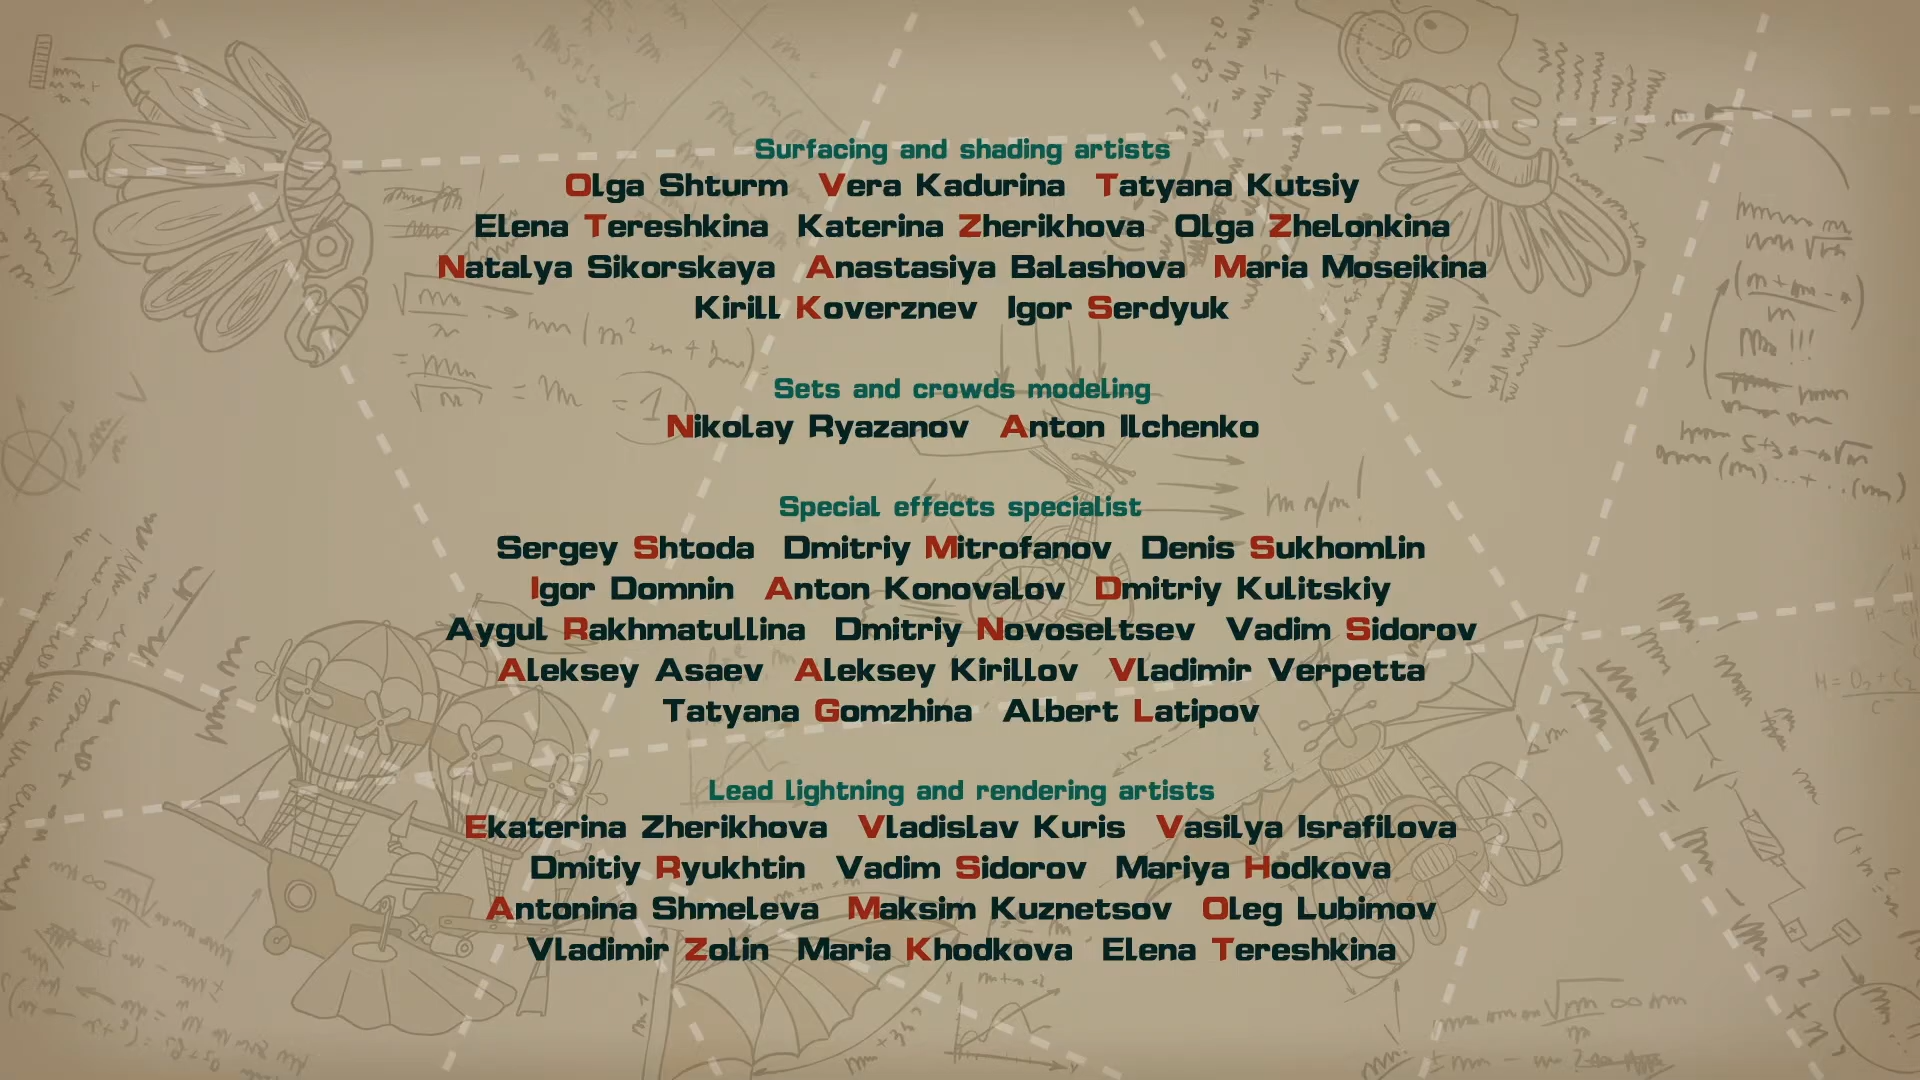 Surfacing and shading artists
Olga Shturm Vera Kadurina Tatyana Kutsiy
Elena Tereshkina Katerina Zherikhova Olga Zhelonkina
Natalya Sikorskaya Anastasiya Balashova Maria Moseikina
Kirill Koverznev Igor Serdyuk
Sets and crowds modeling
Nikolay Ryazanov Anton Ilchenko
Special effects specialist
Sergey Shtoda Dmitriy Mitrofanov Denis Sukhomlin
Igor Domnin Anton Konovalov Dmitriy Kulitskiy
Aygul Rakhmatullina Dmitriy Novoseltsev Vadim Sidorov
Aleksey Asaev Aleksey Kirillov Vladimir Verpetta
Tatyana Gomzhina Albert Latipov
Lead lightning and rendering artists
Ekaterina Zherikhova Vladislav Kuris Vasilya Israfilova
Dmitiy Ryukhtin Vadim Sidorov Mariya Hodkova
Antonina Shmeleva Maksim Kuznetsov Oleg Lubimov
Vladimir Zolin Maria Khodkova Elena Tereshkina